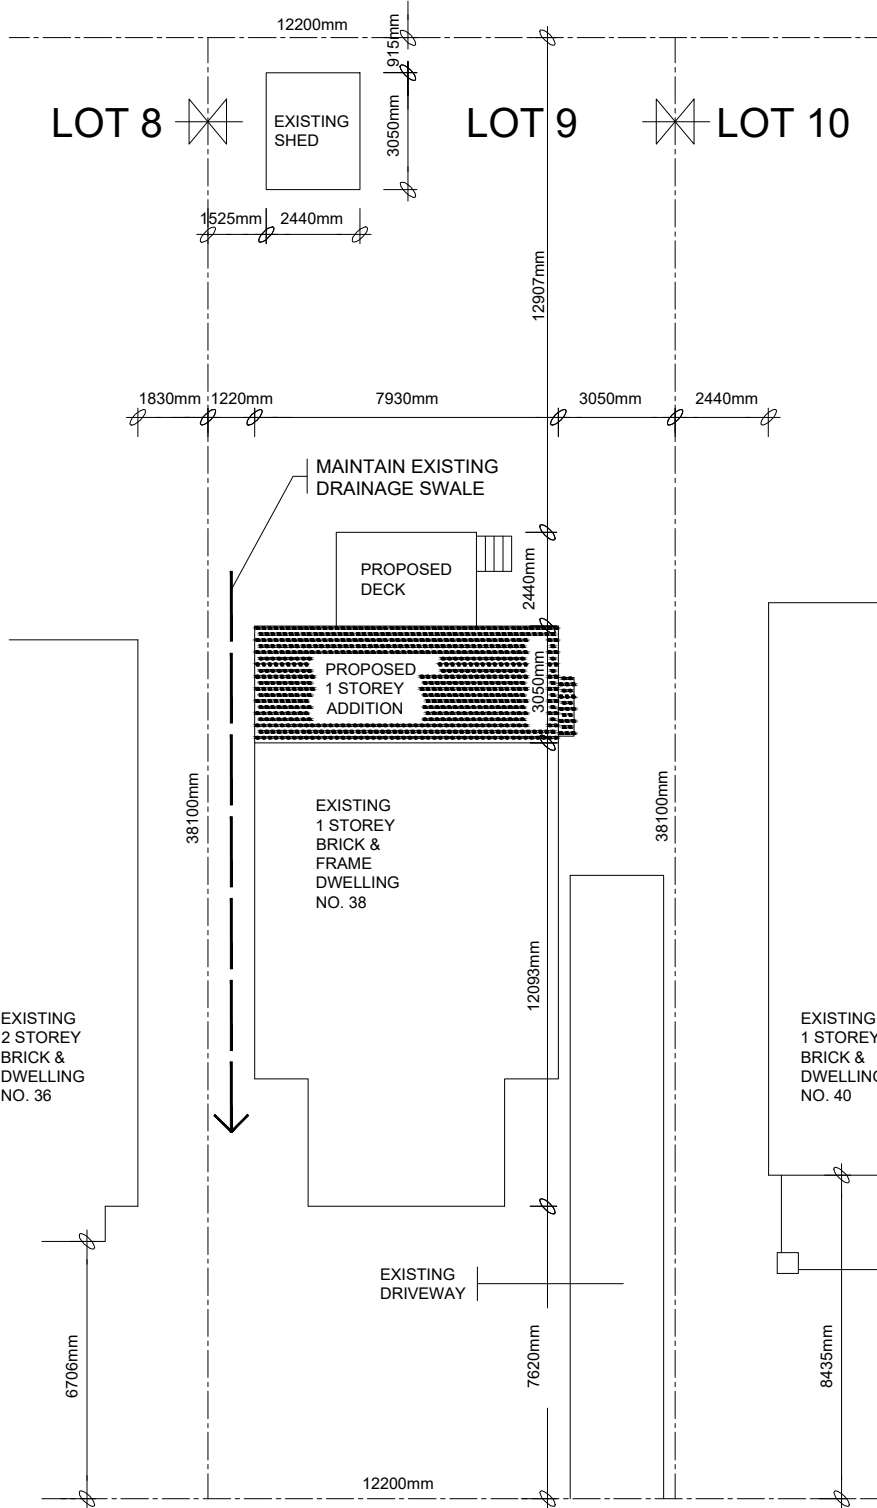 12200mm
915mm
LOT 8
EXISTING
SHED
3050mm
LOT 9
LOT 10
1525mm
2440mm
12907mm
1830mm
1220mm
7930mm
3050mm
2440mm
MAINTAIN EXISTING
DRAINAGE SWALE
PROPOSED
DECK
2440mm
PROPOSED
1 STOREY
ADDITION
3050mm
38100mm
EXISTING
1 STOREY
BRICK &
FRAME
DWELLING
NO. 38
38100mm
12093mm
EXISTING
2 STOREY
BRICK &
DWELLING
NO. 36
EXISTING
1 STOREY
BRICK &
DWELLING
NO. 40
EXISTING
DRIVEWAY
6706mm
7620mm
8435mm
12200mm